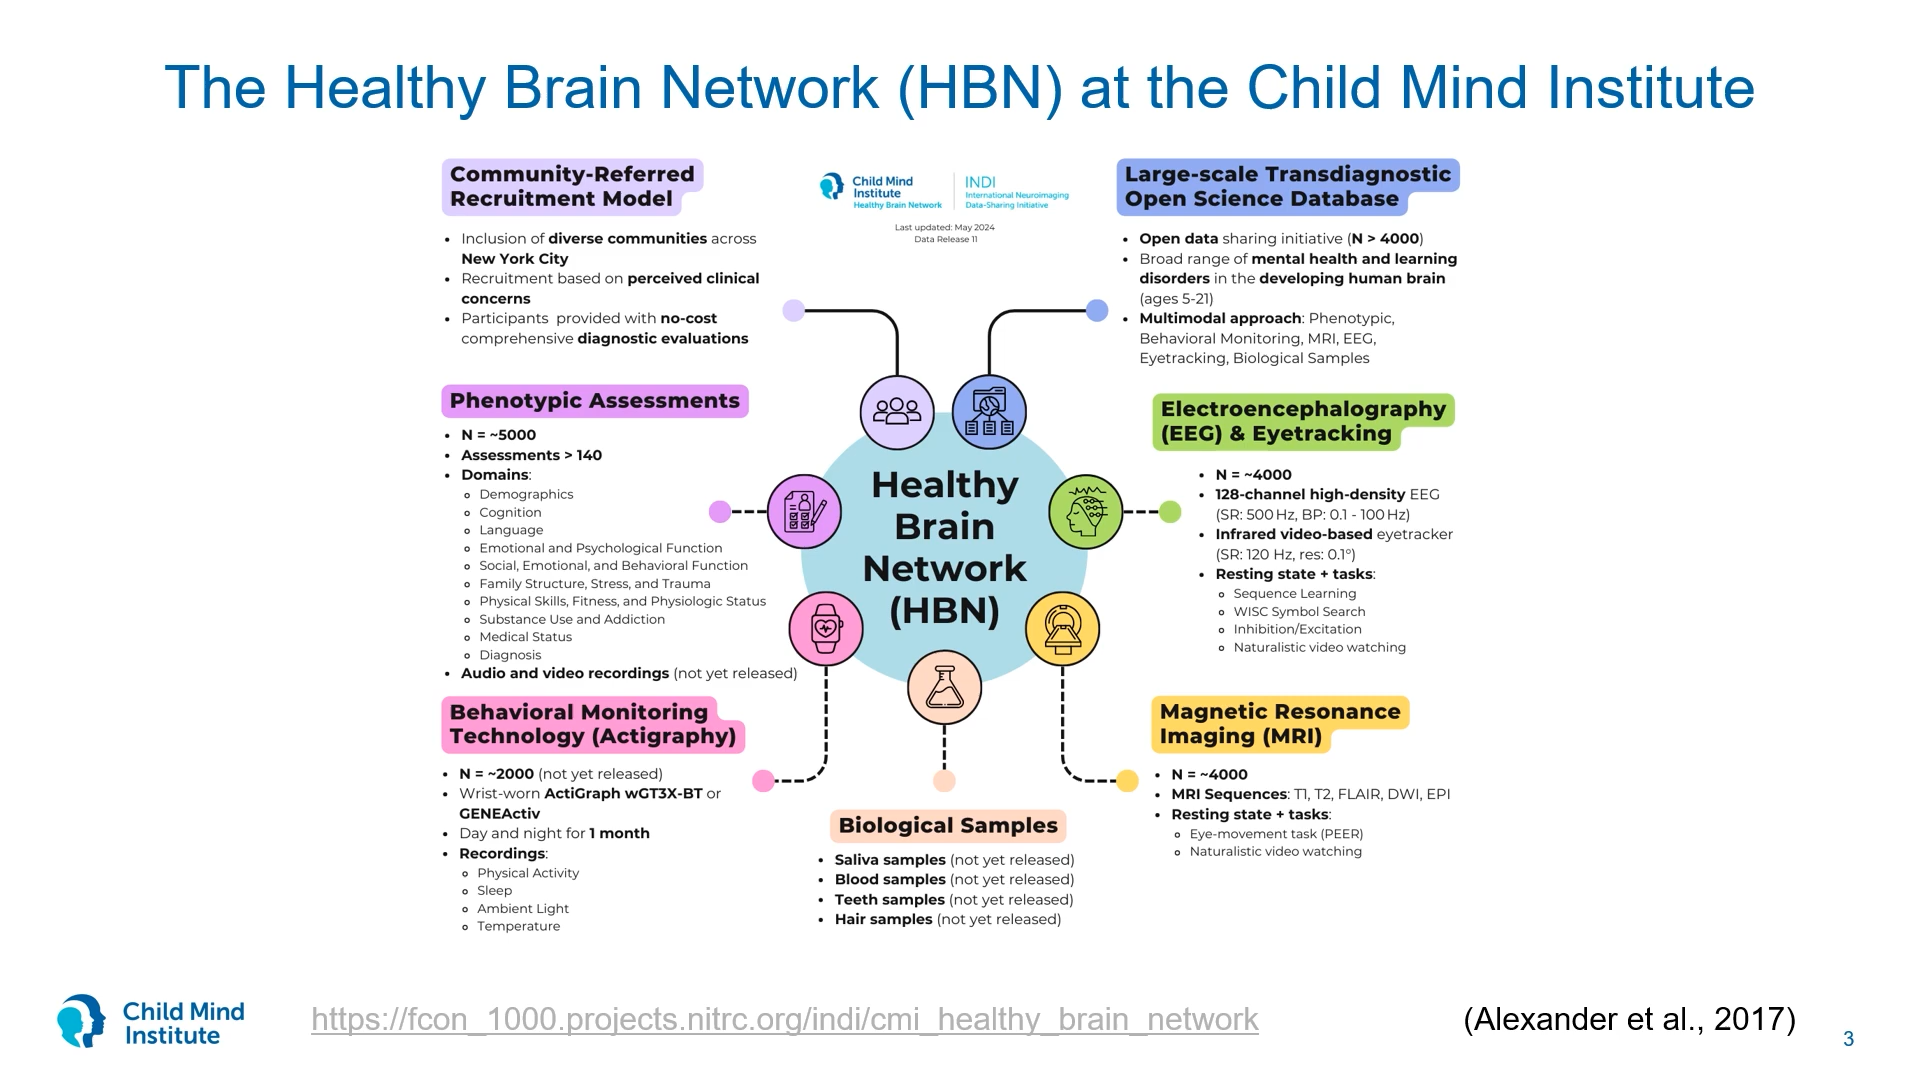 The Healthy Brain Network (HBN) at the Child Mind Institute
Community-Referred
Recruitment Model
• Inclusion of diverse communities across
New York City
• Recruitment based on perceived clinical
concerns
• Participants provided with no-cost
comprehensive diagnostic evaluations
Child Mind
Institute
Healthy Brain Network
INDI
International Neuroimaging
Data-Sharing Initiative
Last updated: May 2024
Data Release 11
Large-scale Transdiagnostic
Open Science Database
• Open data sharing initiative (N > 4000)
• Broad range of mental health and learning
disorders in the developing human brain
(ages 5-21)
• Multimodal approach: Phenotypic,
Behavioral Monitoring, MRI, EEG,
Eyetracking, Biological Samples
Phenotypic Assessments
• N = ~5000
• Assessments > 140
• Domains:
Demographics
Cognition
Language
Emotional and Psychological Function
Social, Emotional, and Behavioral Function
Family Structure, Stress, and Trauma
Physical Skills, Fitness, and Physiologic Status
Substance Use and Addiction
Medical Status
Diagnosis
• Audio and video recordings (not yet released)
Healthy
Brain
Network
(HBN)
Electroencephalography
(EEG) & Eyetracking
• N = ~4000
• 128-channel high-density EEG
(SR: 500 Hz, BP: 0.1 - 100 Hz)
• Infrared video-based eyetracker
(SR: 120 Hz, res: 0.1°)
• Resting state + tasks:
Sequence Learning
WISC Symbol Search
Inhibition/Excitation
Naturalistic video watching
Behavioral Monitoring
Technology (Actigraphy)
• N = ~2000 (not yet released)
• Wrist-worn ActiGraph wGT3X-BT or
GENEActiv
• Day and night for 1 month
• Recordings:
Physical Activity
Sleep
Ambient Light
Temperature
Biological Samples
• Saliva samples (not yet released)
• Blood samples (not yet released)
• Teeth samples (not yet released)
• Hair samples (not yet released)
Magnetic Resonance
Imaging (MRI)
• N = ~4000
• MRI Sequences: T1, T2, FLAIR, DWI, EPI
• Resting state + tasks:
Eye-movement task (PEER)
Naturalistic video watching
Child Mind
Institute
https://fcon_1000.projects.nitrc.org/indi/cmi_healthy_brain_network
(Alexander et al., 2017)
3